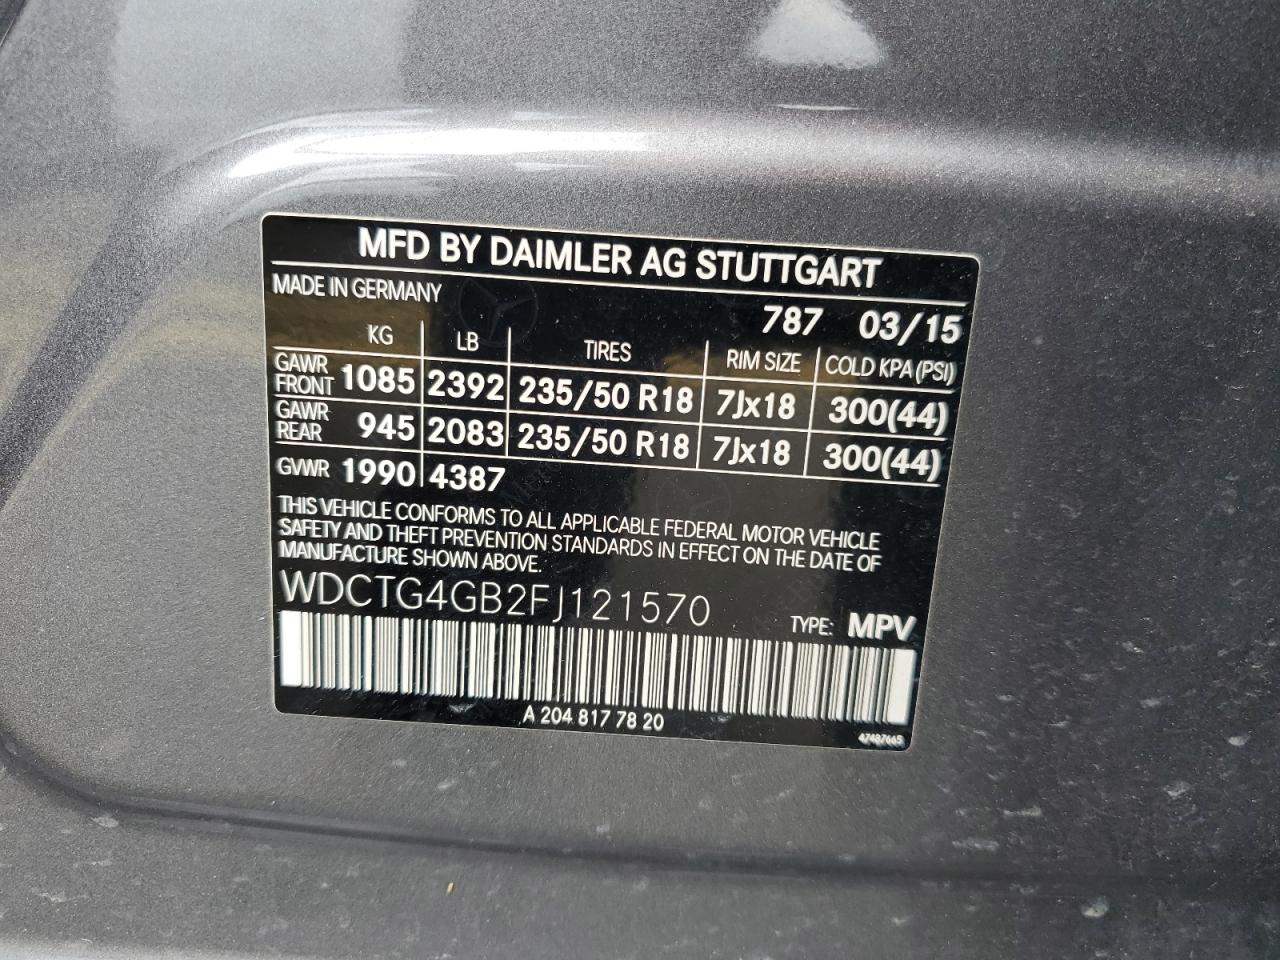 MFD BY DAIMLER AG STUTTGART
MADE IN GERMANY
787 03/15
KG LB TIRES RIM SIZE COLD KPA (PSI)
GAWR FRONT 1085 2392 235/50 R18 7Jx18 300(44)
GAWR REAR 945 2083 235/50 R18 7Jx18 300(44)
GVWR 1990 4387
THIS VEHICLE CONFORMS TO ALL APPLICABLE FEDERAL MOTOR VEHICLE
SAFETY AND THEFT PREVENTION STANDARDS IN EFFECT ON THE DATE OF
MANUFACTURE SHOWN ABOVE.
WDCTG4GB2FJ121570
TYPE: MPV
A 204 817 78 20
47487665